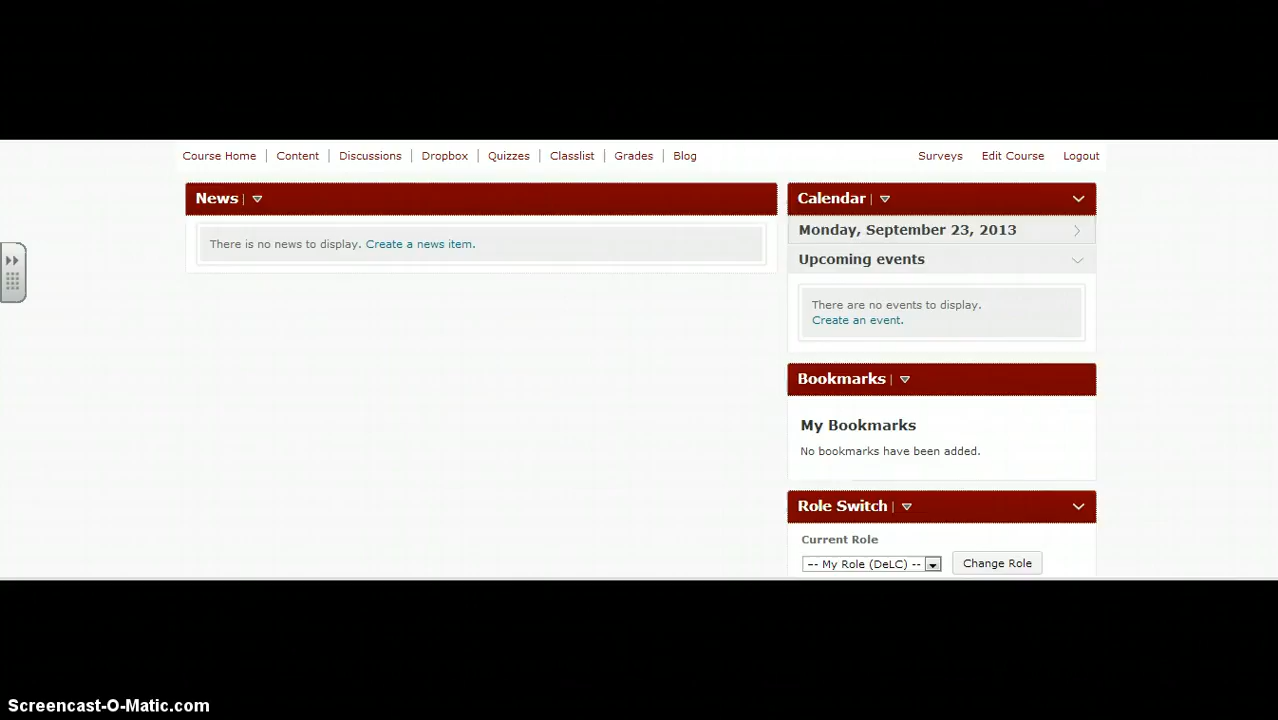 Course Home | Content | Discussions | Dropbox | Quizzes | Classlist | Grades | Blog
Surveys Edit Course Logout
News
There is no news to display. Create a news item.
Calendar
Monday, September 23, 2013
Upcoming events
There are no events to display.
Create an event.
Bookmarks
My Bookmarks
No bookmarks have been added.
Role Switch
Current Role
-- My Role (DeLC) -- Change Role
Screencast-O-Matic.com